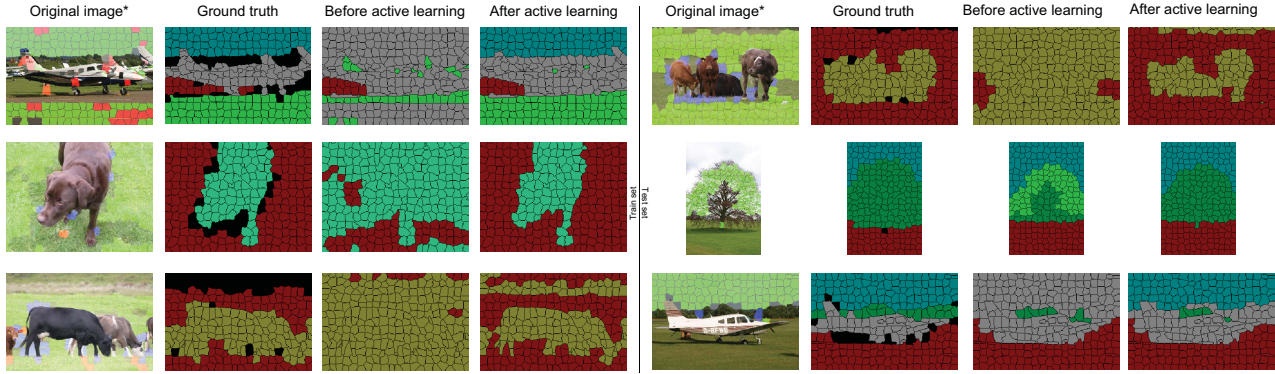 Original image* Ground truth Before active learning After active learning Original image* Ground truth Before active learning After active learning
Train set
Test set